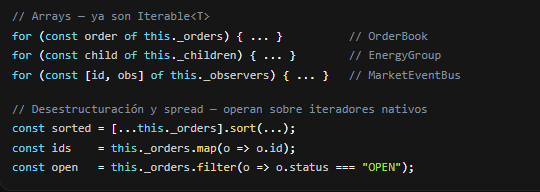 // Arrays — ya son Iterable<T>
for (const order of this._orders) { ... }          // OrderBook
for (const child of this._children) { ... }        // EnergyGroup
for (const [id, obs] of this._observers) { ... }   // MarketEventBus

// Desestructuración y spread — operan sobre iteradores nativos
const sorted = [...this._orders].sort(...);
const ids    = this._orders.map(o => o.id);
const open   = this._orders.filter(o => o.status === "OPEN");